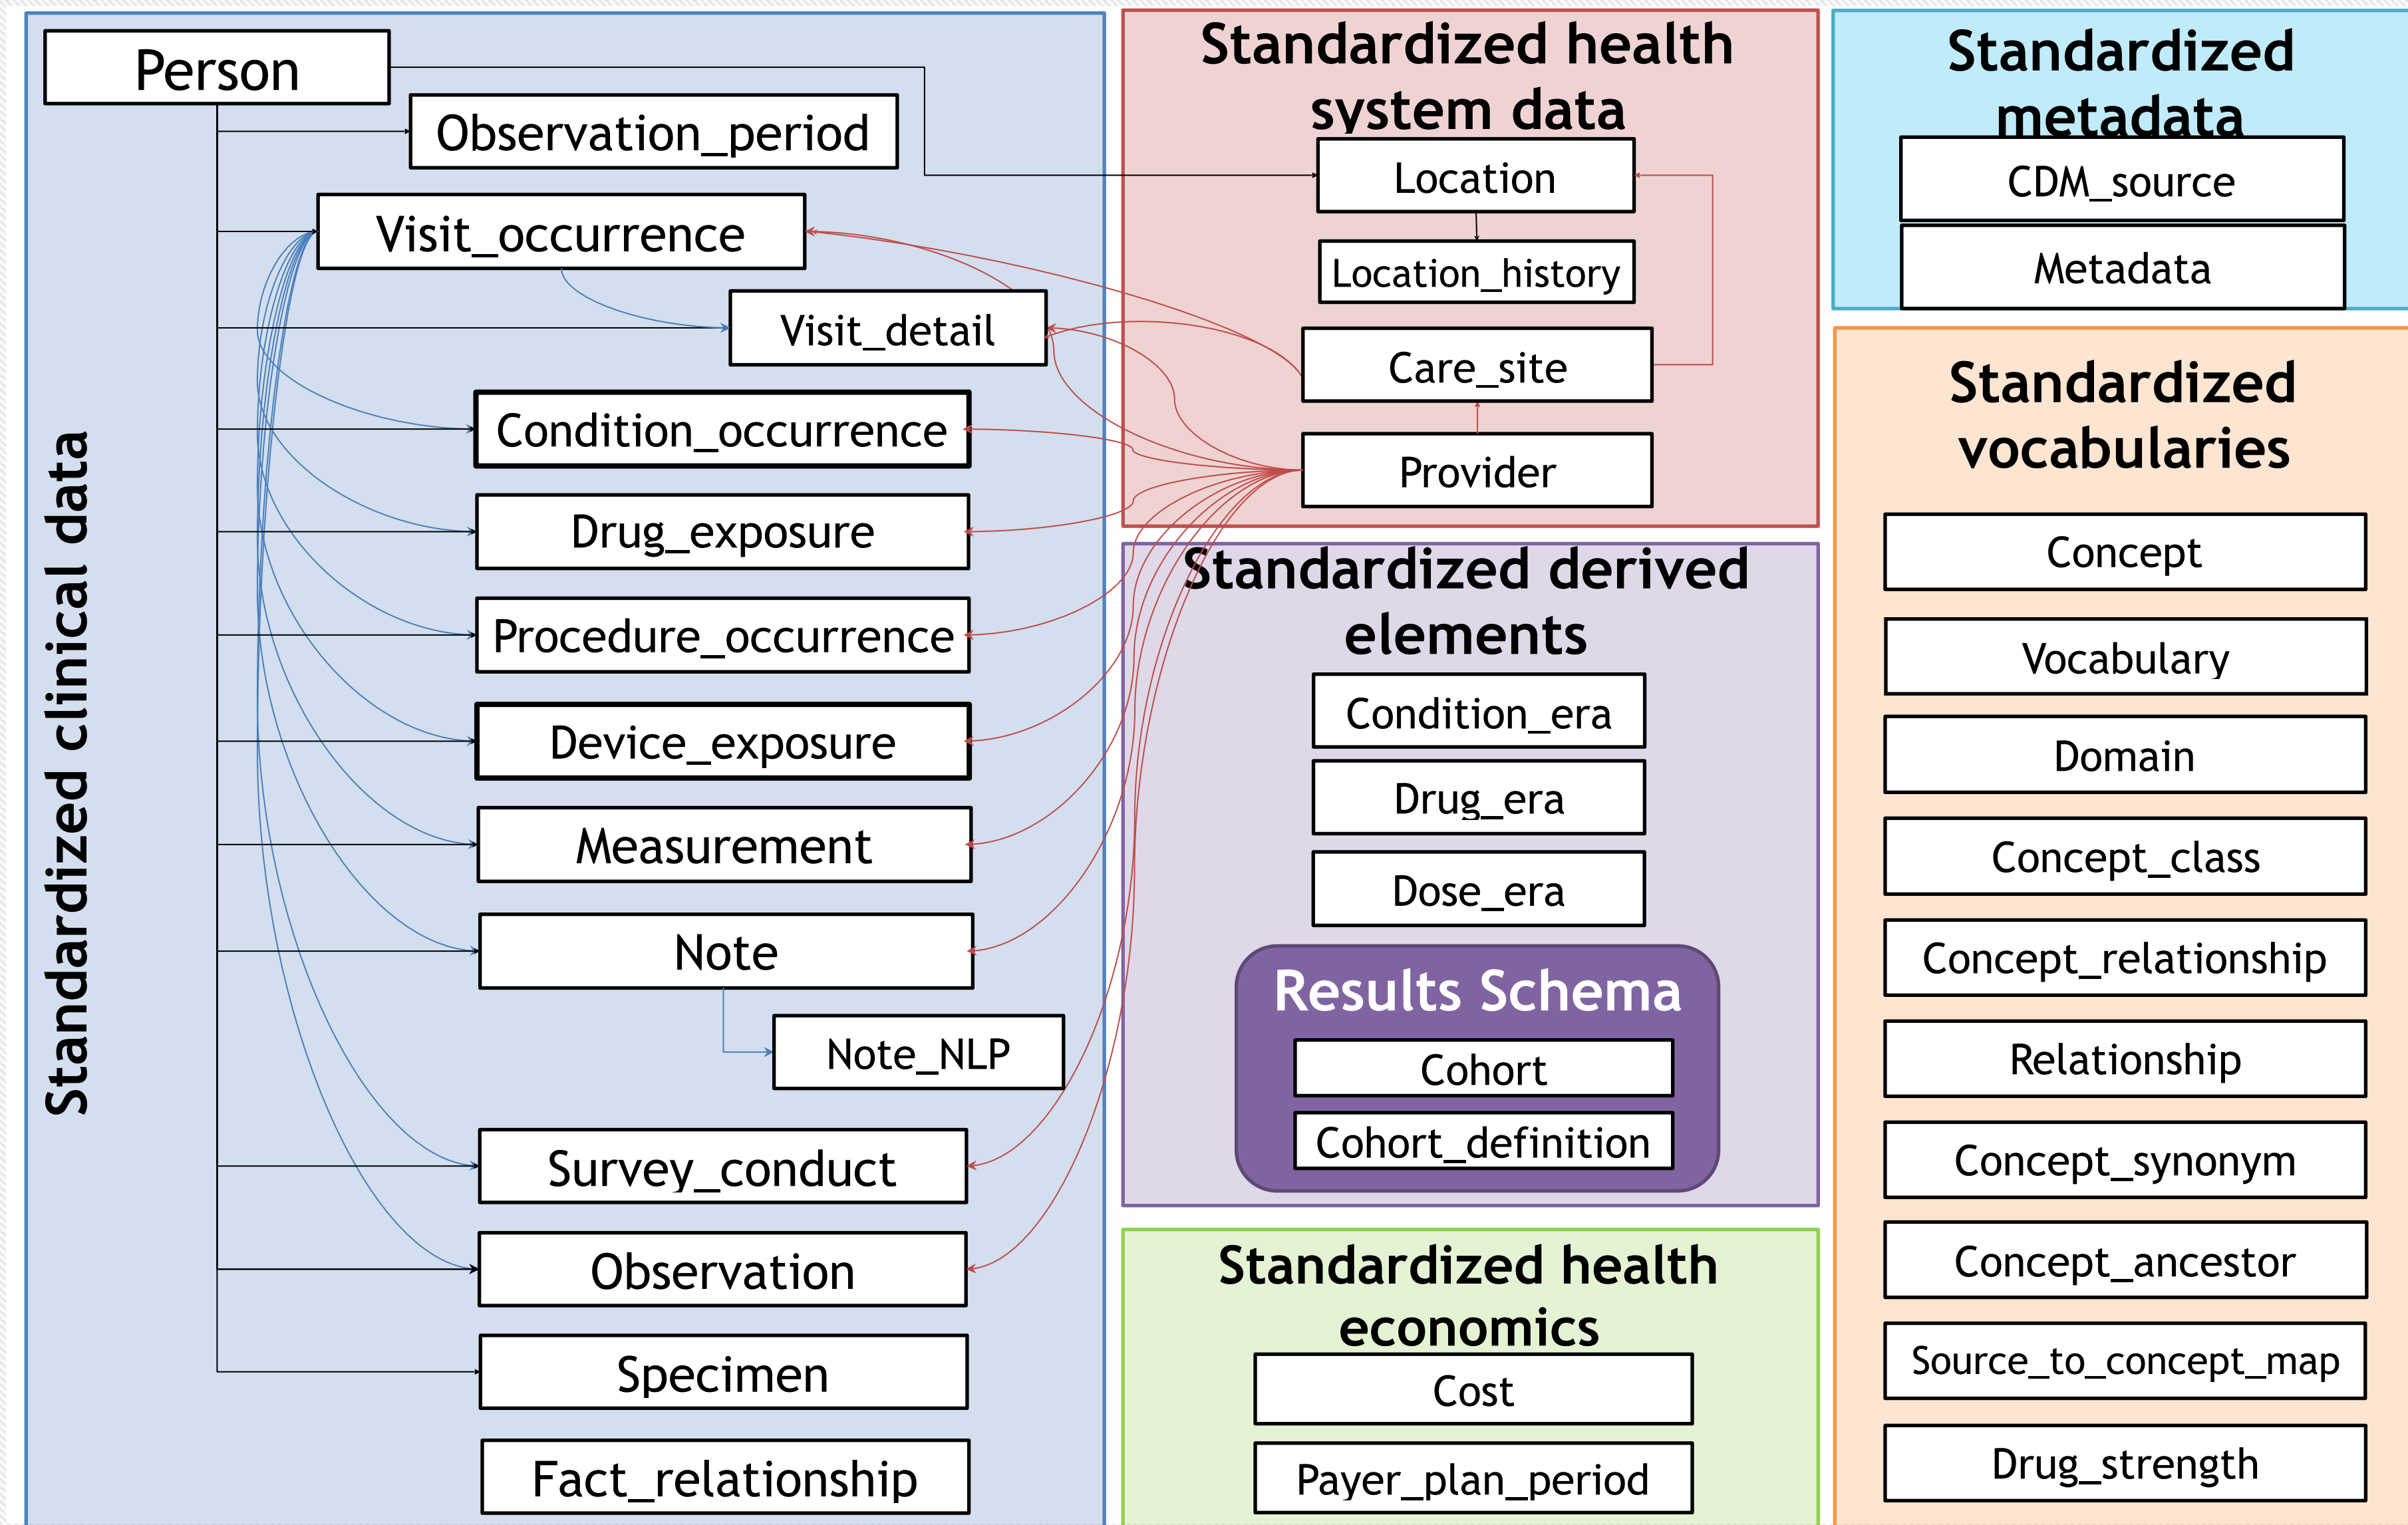 Standardized clinical data
Person
Observation_period
Visit_occurrence
Visit_detail
Condition_occurrence
Drug_exposure
Procedure_occurrence
Device_exposure
Measurement
Note
Note_NLP
Survey_conduct
Observation
Specimen
Fact_relationship
Standardized health
system data
Location
Location_history
Care_site
Provider
Standardized derived
elements
Condition_era
Drug_era
Dose_era
Results Schema
Cohort
Cohort_definition
Standardized health
economics
Cost
Payer_plan_period
Standardized
metadata
CDM_source
Metadata
Standardized
vocabularies
Concept
Vocabulary
Domain
Concept_class
Concept_relationship
Relationship
Concept_synonym
Concept_ancestor
Source_to_concept_map
Drug_strength